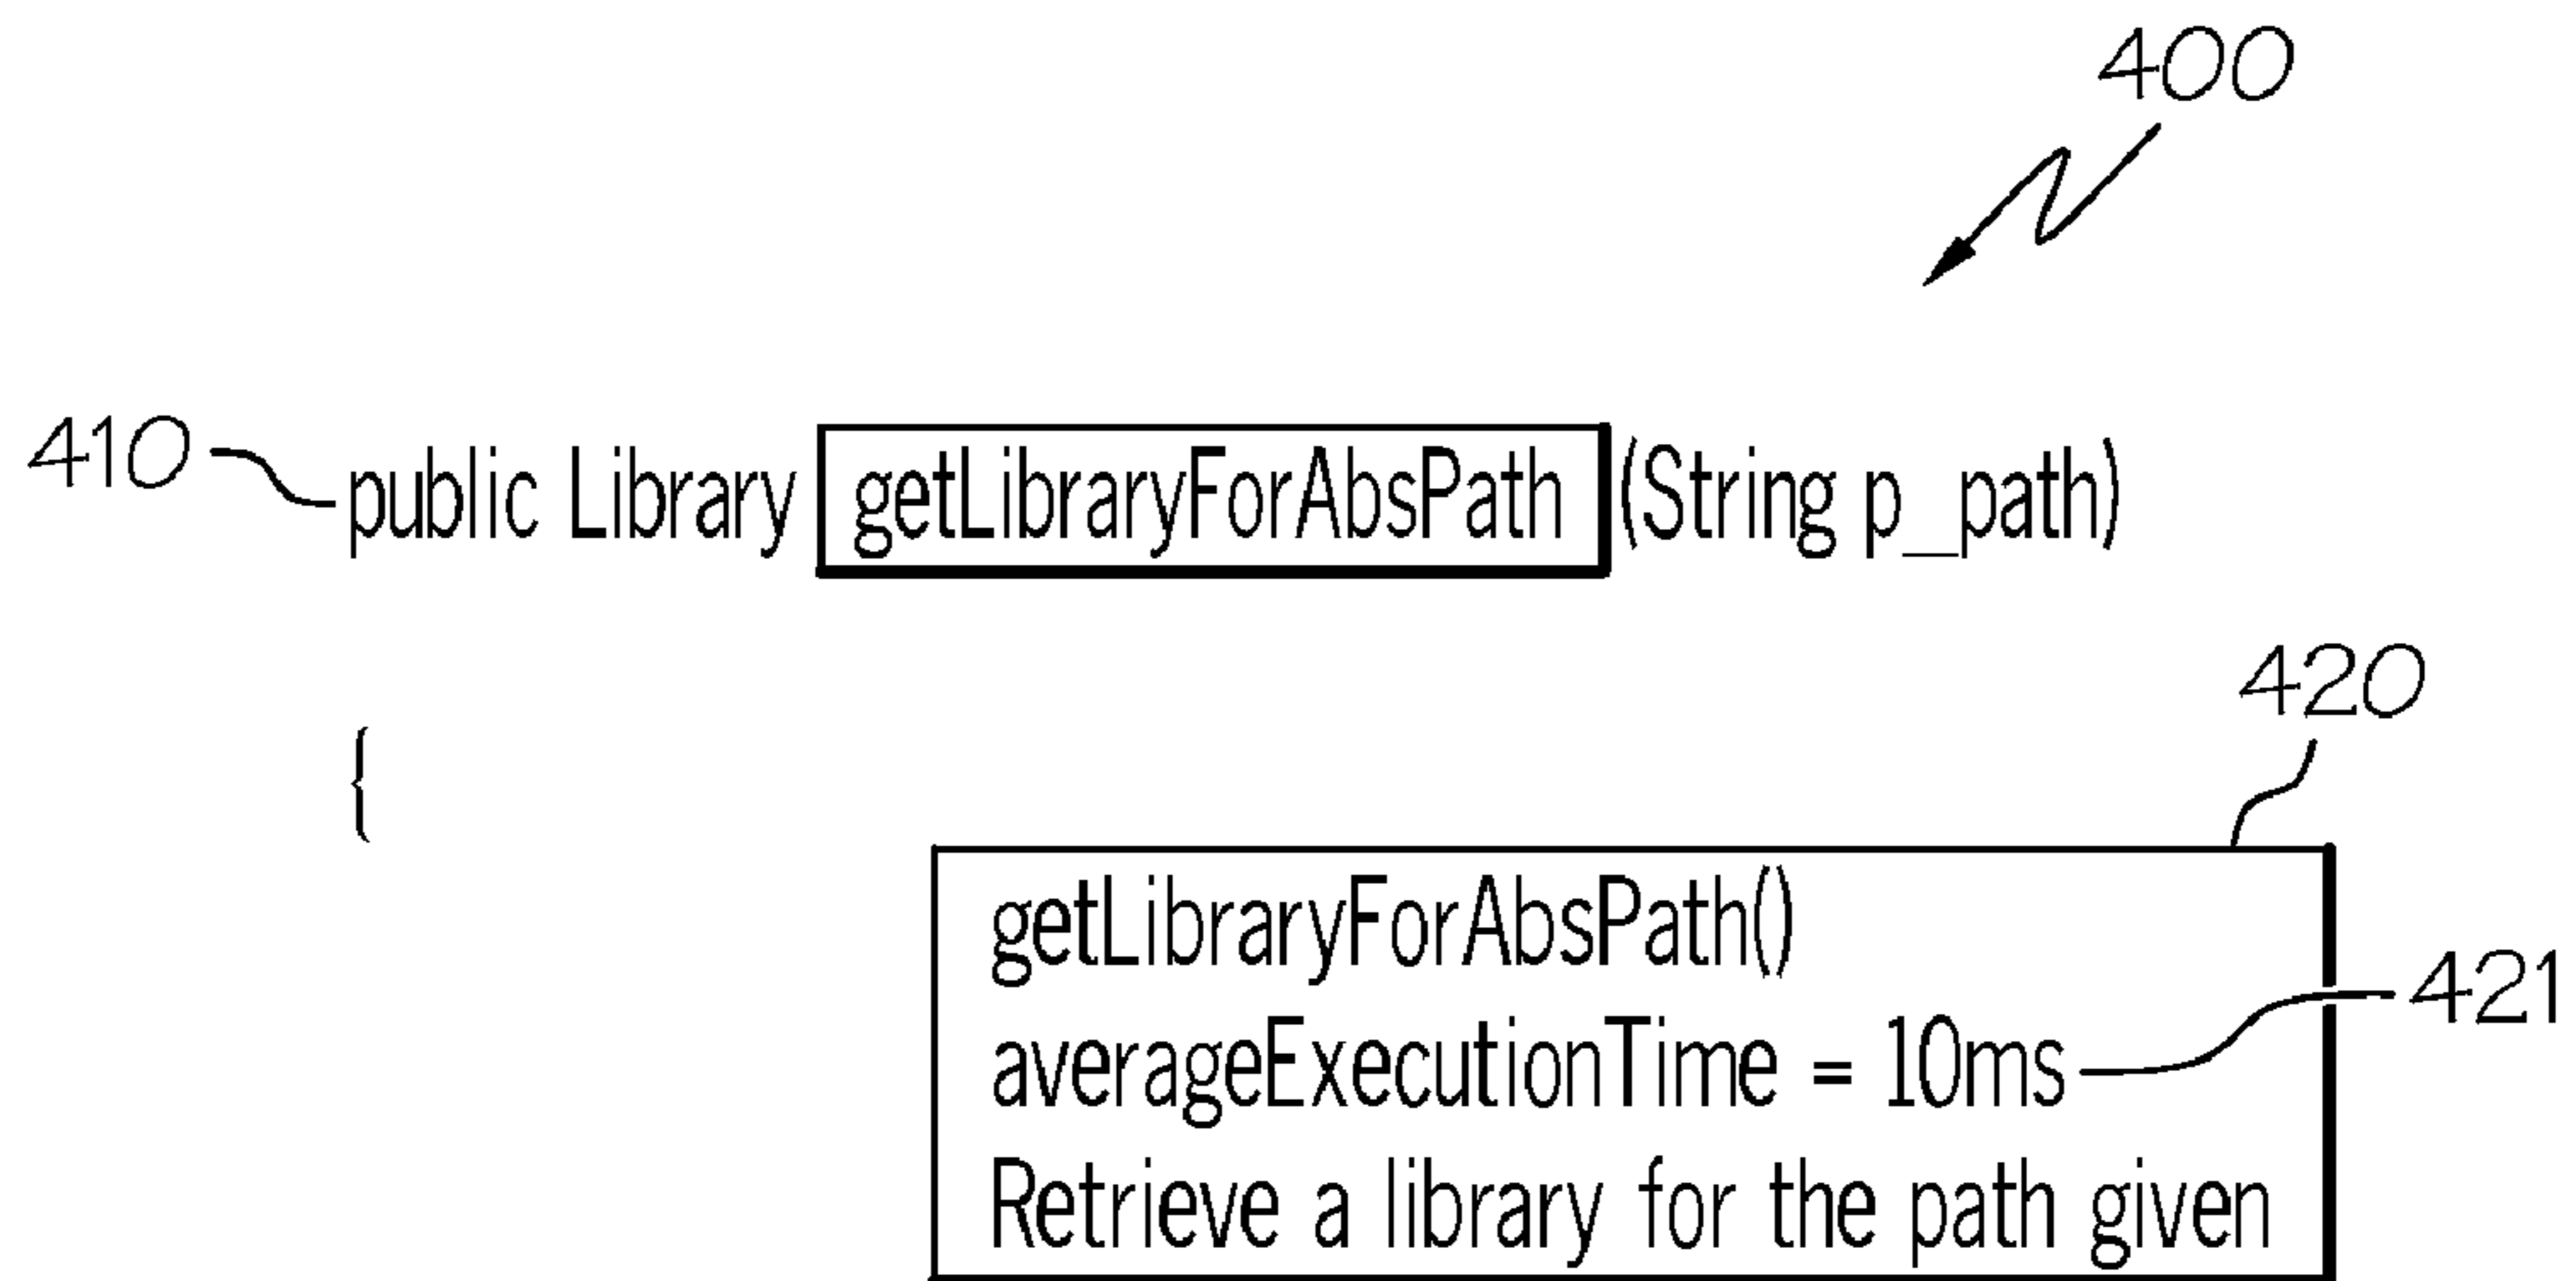 400
410 public Library getLibraryForAbsPath (String p_path)
{
420
getLibraryForAbsPath()
421
averageExecutionTime = 10ms
Retrieve a library for the path given